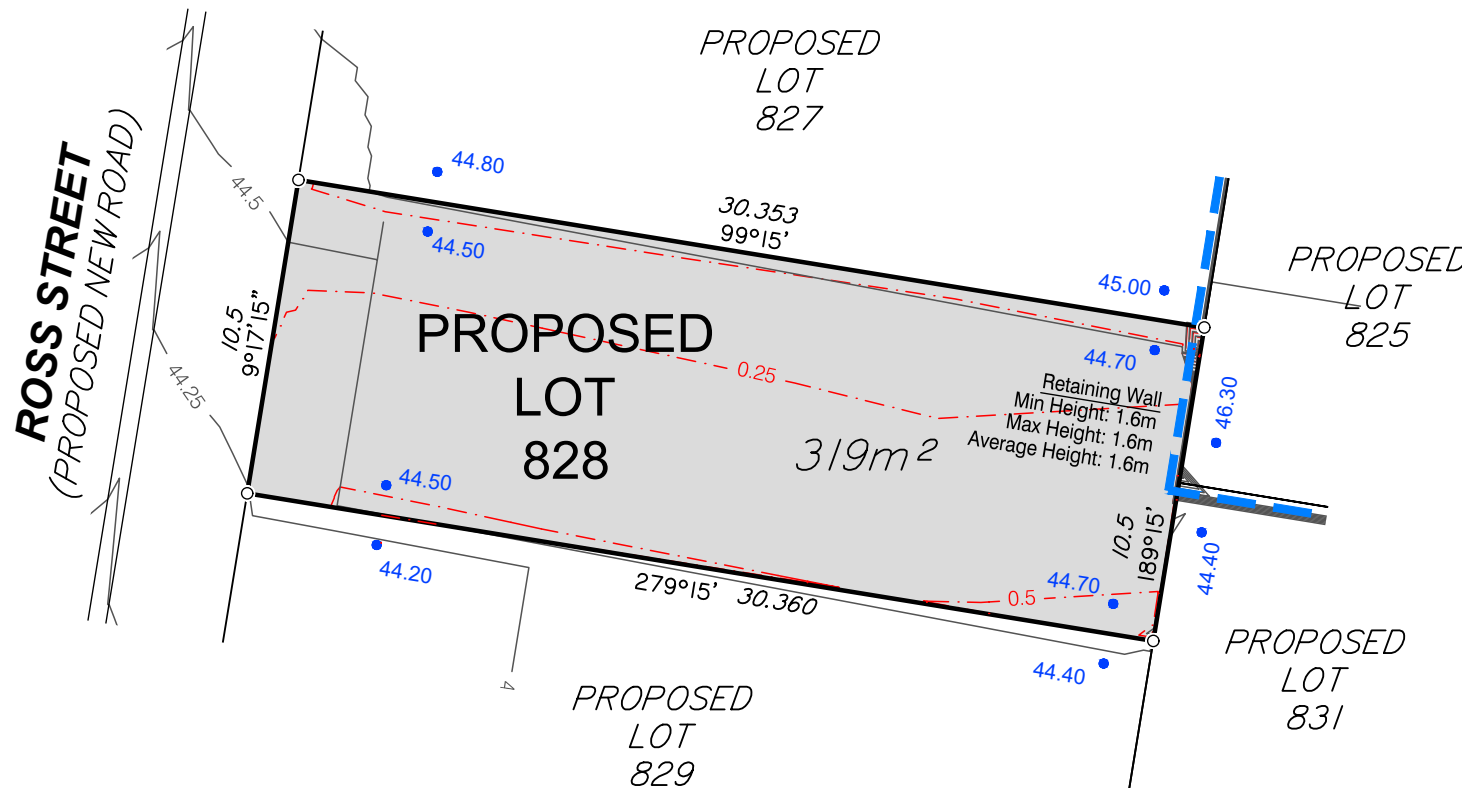 PROPOSED
LOT
827
ROSS STREET
(PROPOSED NEW ROAD)
44.5
44.25
44.80
44.50
30.353
99°15'
45.00
44.70
PROPOSED
LOT
825
10.5
9°17'15"
PROPOSED
LOT
828
0.25
319m²
Retaining Wall
Min Height: 1.6m
Max Height: 1.6m
Average Height: 1.6m
46.30
44.50
44.20
279°15' 30.360
44.70
0.5
10.5
189°15'
44.40
44.40
4
PROPOSED
LOT
829
PROPOSED
LOT
831